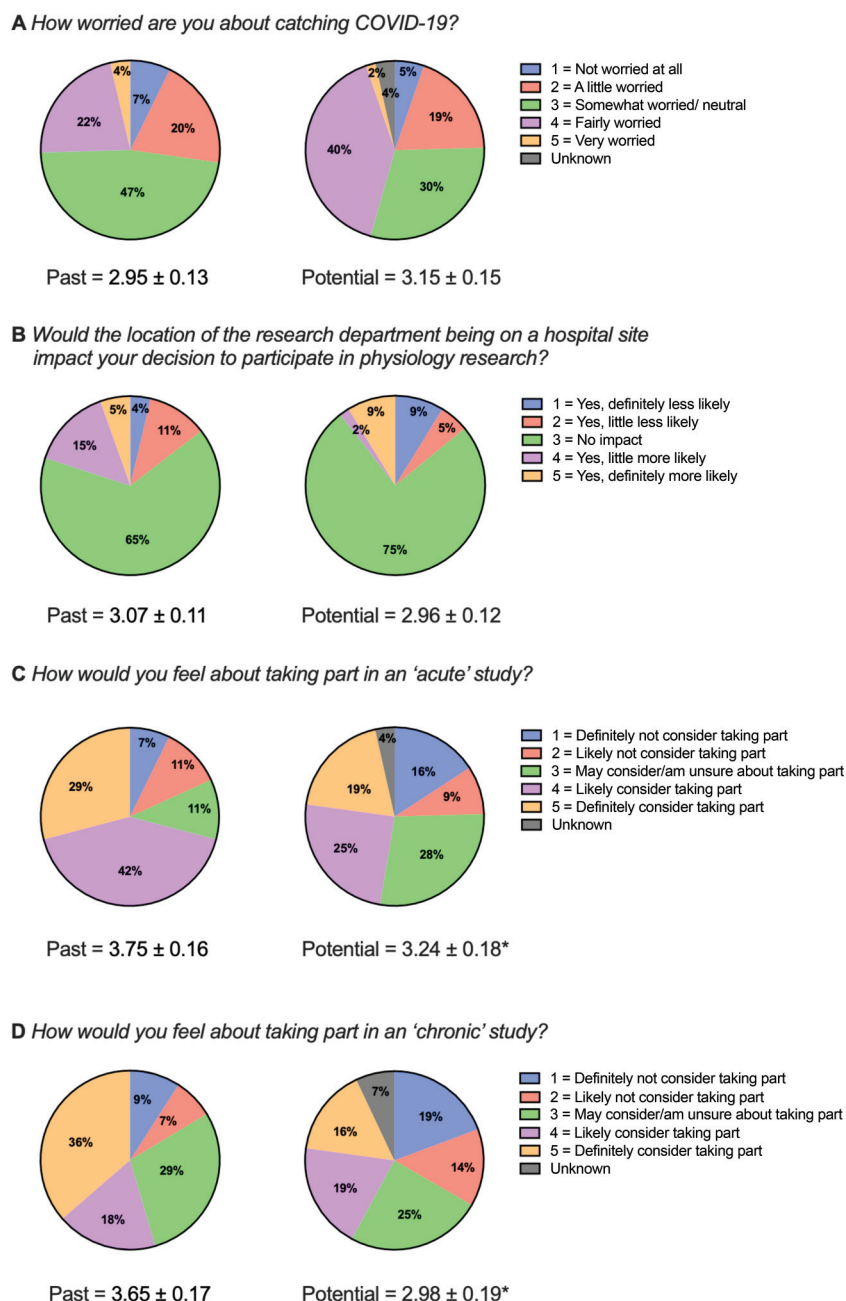 A How worried are you about catching COVID-19?
4%
7%
22%
20%
47%
2%
5%
4%
19%
40%
30%
1 = Not worried at all
2 = A little worried
3 = Somewhat worried/ neutral
4 = Fairly worried
5 = Very worried
Unknown
Past = 2.95 ± 0.13
Potential = 3.15 ± 0.15
B Would the location of the research department being on a hospital site
impact your decision to participate in physiology research?
5%
4%
11%
15%
65%
9%
9%
2%
5%
75%
1 = Yes, definitely less likely
2 = Yes, little less likely
3 = No impact
4 = Yes, little more likely
5 = Yes, definitely more likely
Past = 3.07 ± 0.11
Potential = 2.96 ± 0.12
C How would you feel about taking part in an ‘acute’ study?
7%
11%
29%
11%
42%
4%
16%
19%
9%
25%
28%
1 = Definitely not consider taking part
2 = Likely not consider taking part
3 = May consider/am unsure about taking part
4 = Likely consider taking part
5 = Definitely consider taking part
Unknown
Past = 3.75 ± 0.16
Potential = 3.24 ± 0.18*
D How would you feel about taking part in an ‘chronic’ study?
9%
7%
36%
29%
18%
7%
19%
16%
14%
19%
25%
1 = Definitely not consider taking part
2 = Likely not consider taking part
3 = May consider/am unsure about taking part
4 = Likely consider taking part
5 = Definitely consider taking part
Unknown
Past = 3.65 ± 0.17
Potential = 2.98 ± 0.19*